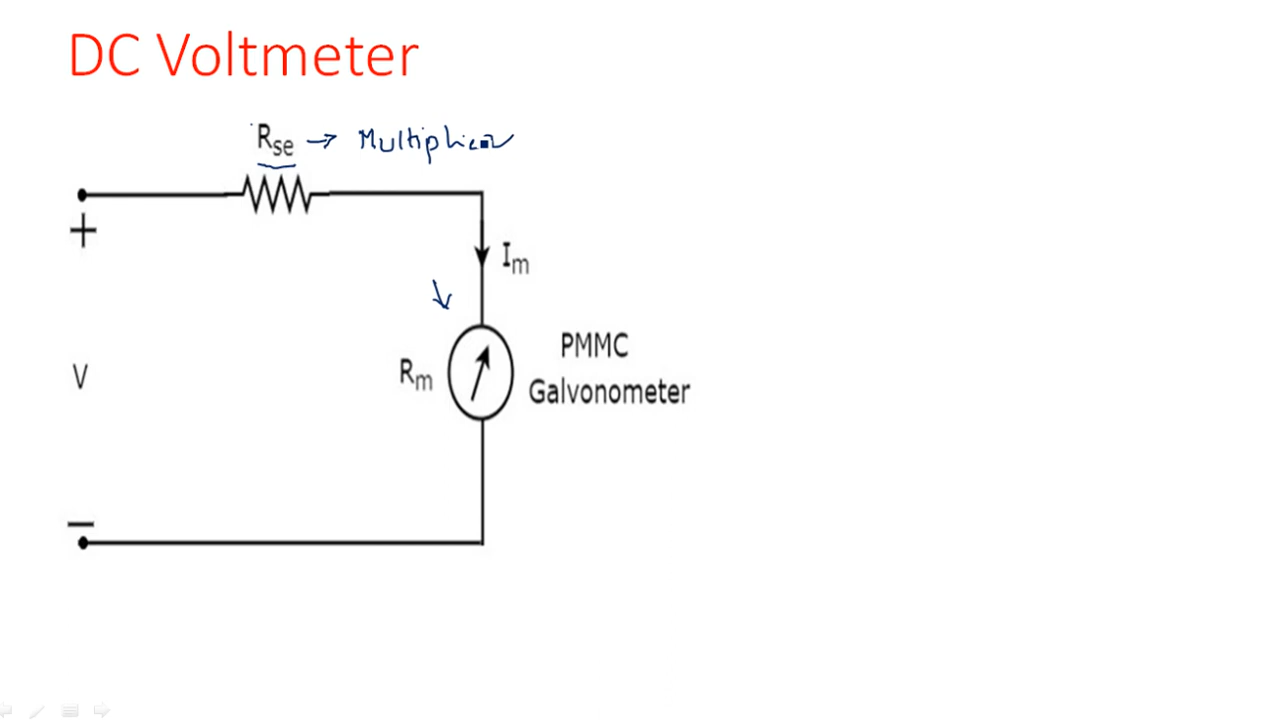 DC Voltmeter
Rse → Multiplier
+
Im
V
Rm
PMMC
Galvonometer
−